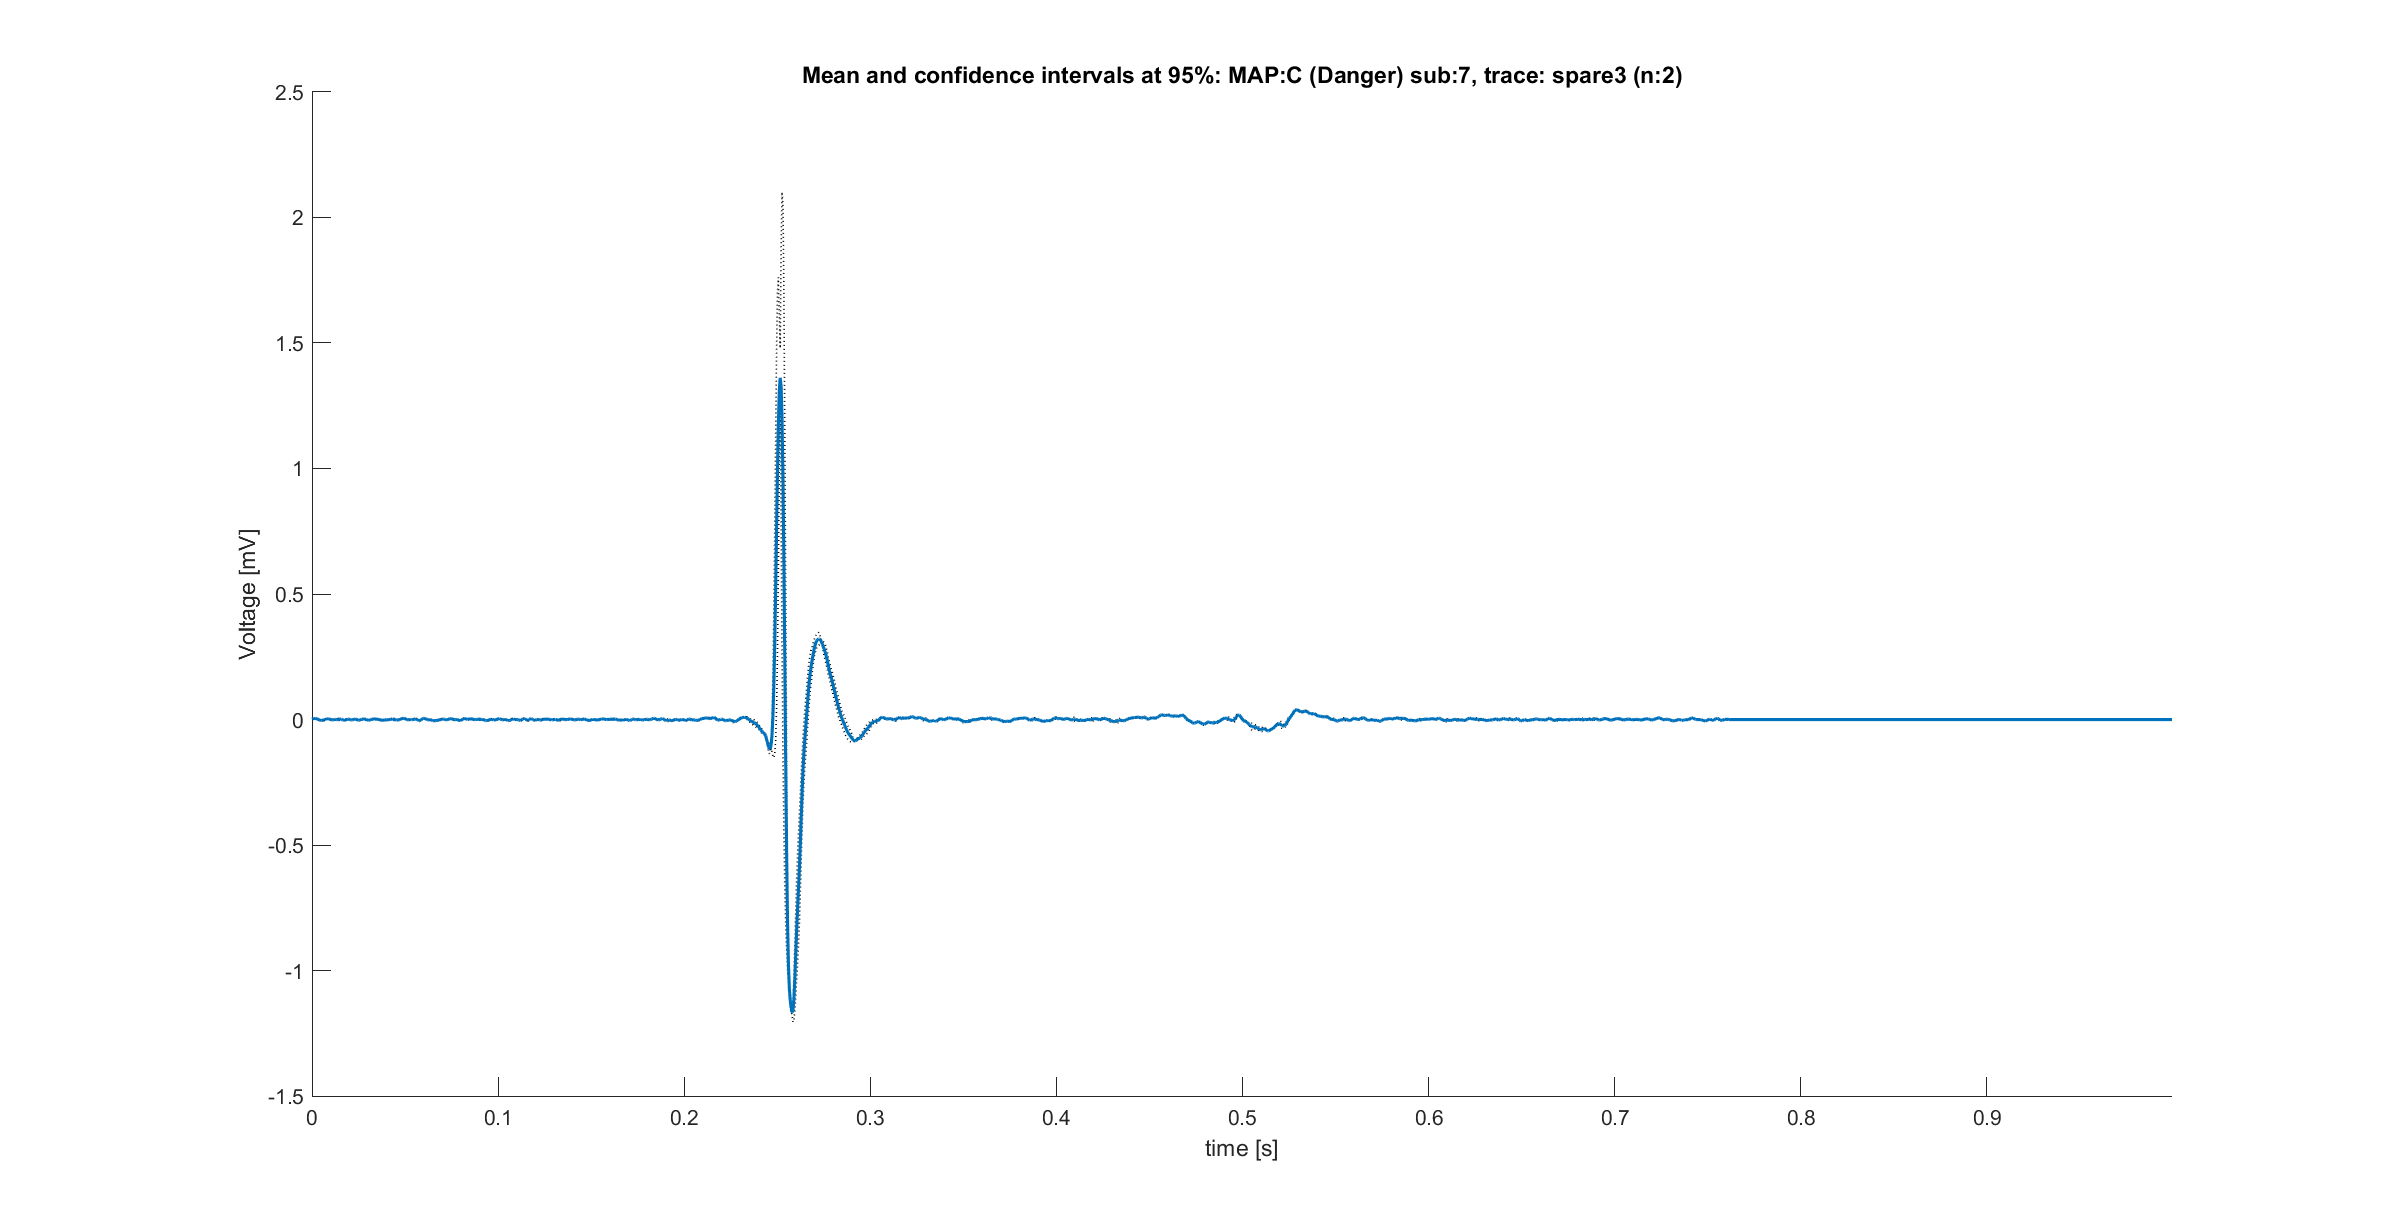 Mean and confidence intervals at 95%: MAP:C (Danger) sub:7, trace: spare3 (n:2)
2.5
2
1.5
1
0.5
0
-0.5
-1
-1.5
Voltage [mV]
0 0.1 0.2 0.3 0.4 0.5 0.6 0.7 0.8 0.9
time [s]